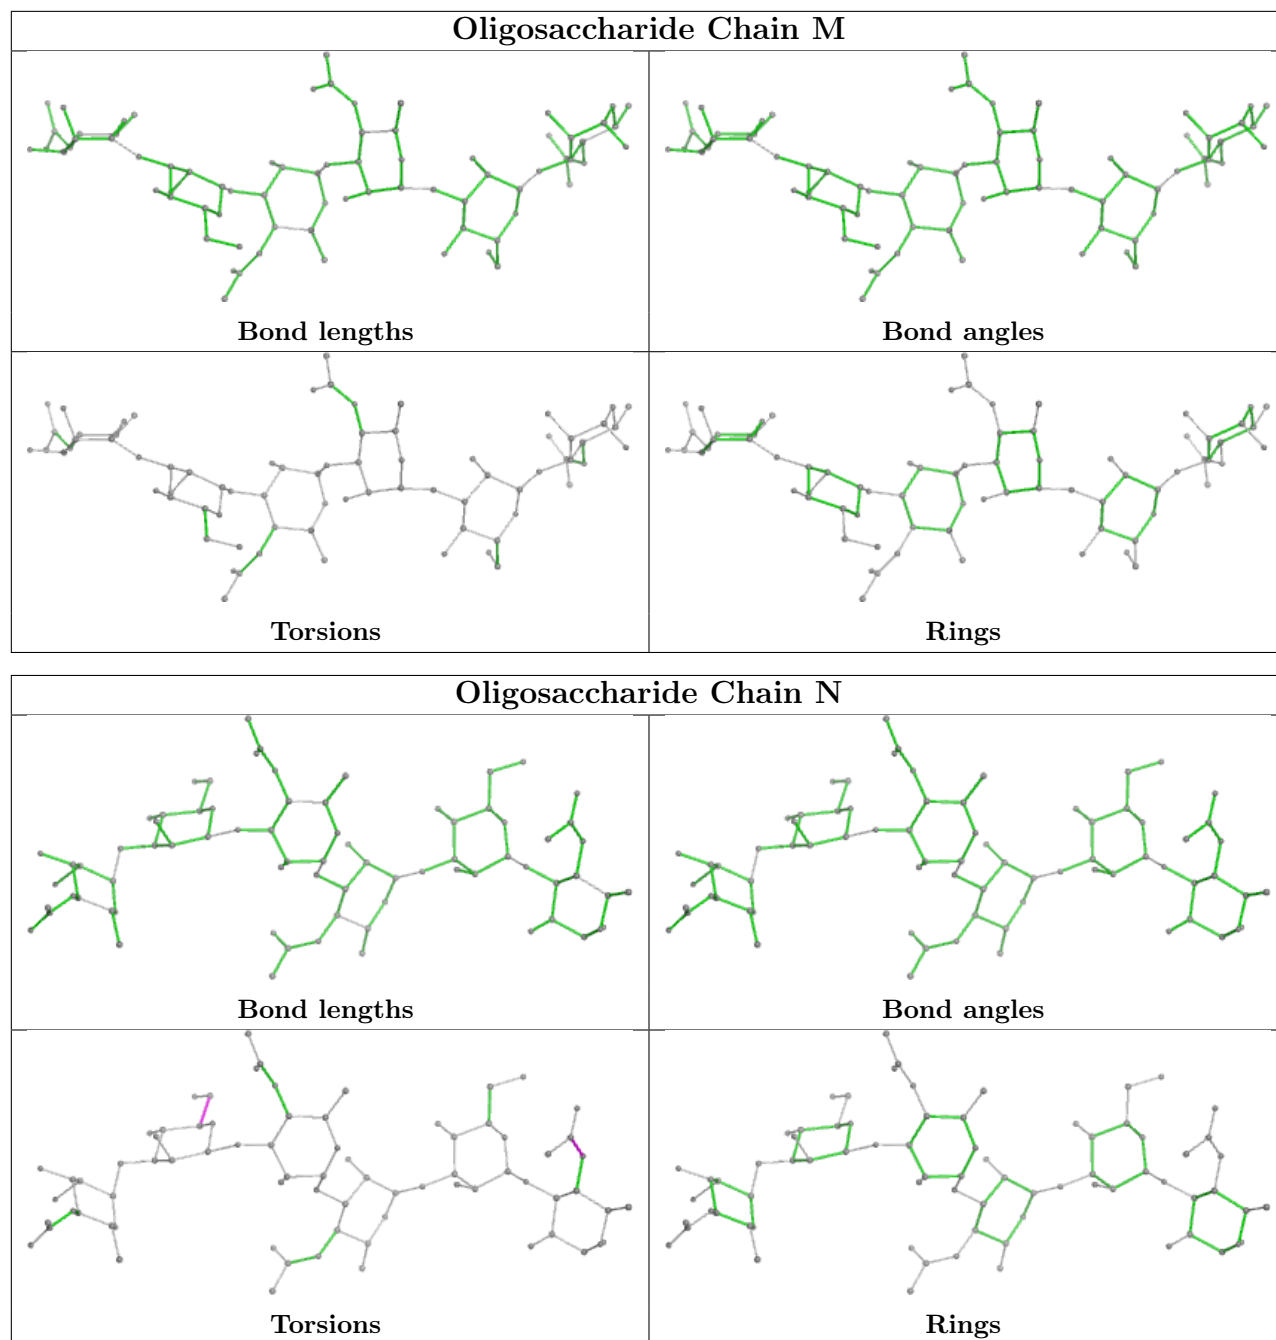 Oligosaccharide Chain M
Bond lengths
Bond angles
Torsions
Rings
Oligosaccharide Chain N
Bond lengths
Bond angles
Torsions
Rings